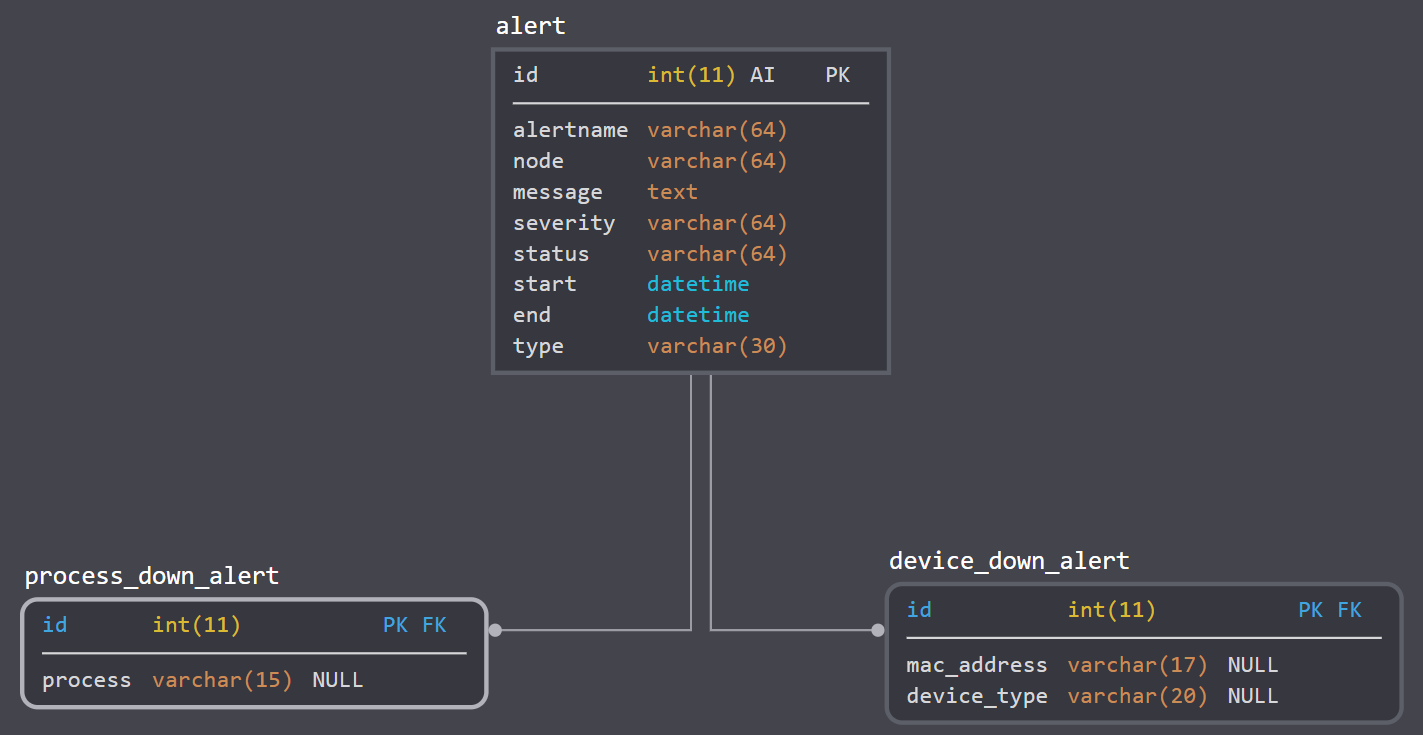 alert
id int(11) AI PK
alertname varchar(64)
node varchar(64)
message text
severity varchar(64)
status varchar(64)
start datetime
end datetime
type varchar(30)
process_down_alert
id int(11) PK FK
process varchar(15) NULL
device_down_alert
id int(11) PK FK
mac_address varchar(17) NULL
device_type varchar(20) NULL